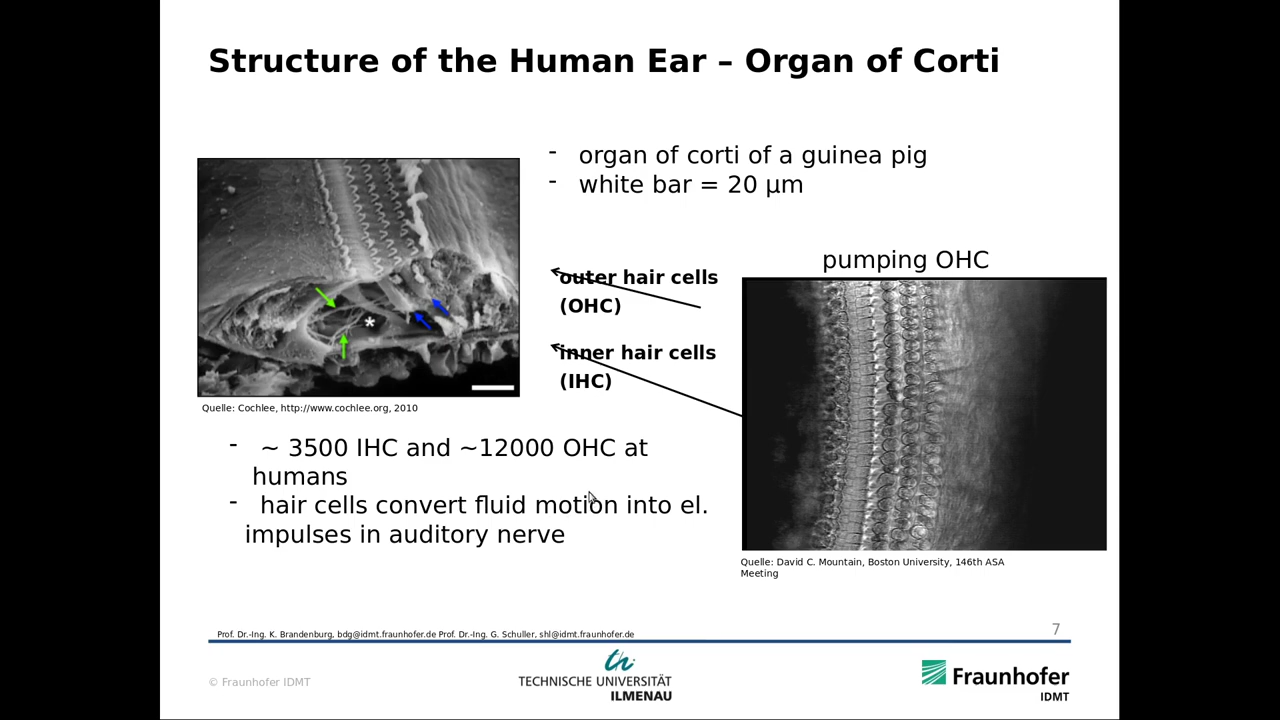 Structure of the Human Ear – Organ of Corti
- organ of corti of a guinea pig
- white bar = 20 µm
pumping OHC
outer hair cells
(OHC)
inner hair cells
(IHC)
*
Quelle: Cochlee, http://www.cochlee.org, 2010
- ~ 3500 IHC and ~12000 OHC at
humans
- hair cells convert fluid motion into el.
impulses in auditory nerve
Quelle: David C. Mountain, Boston University, 146th ASA
Meeting
Prof. Dr.-Ing. K. Brandenburg, bdg@idmt.fraunhofer.de Prof. Dr.-Ing. G. Schuller, shl@idmt.fraunhofer.de
7
© Fraunhofer IDMT
th
TECHNISCHE UNIVERSITÄT
ILMENAU
Fraunhofer
IDMT